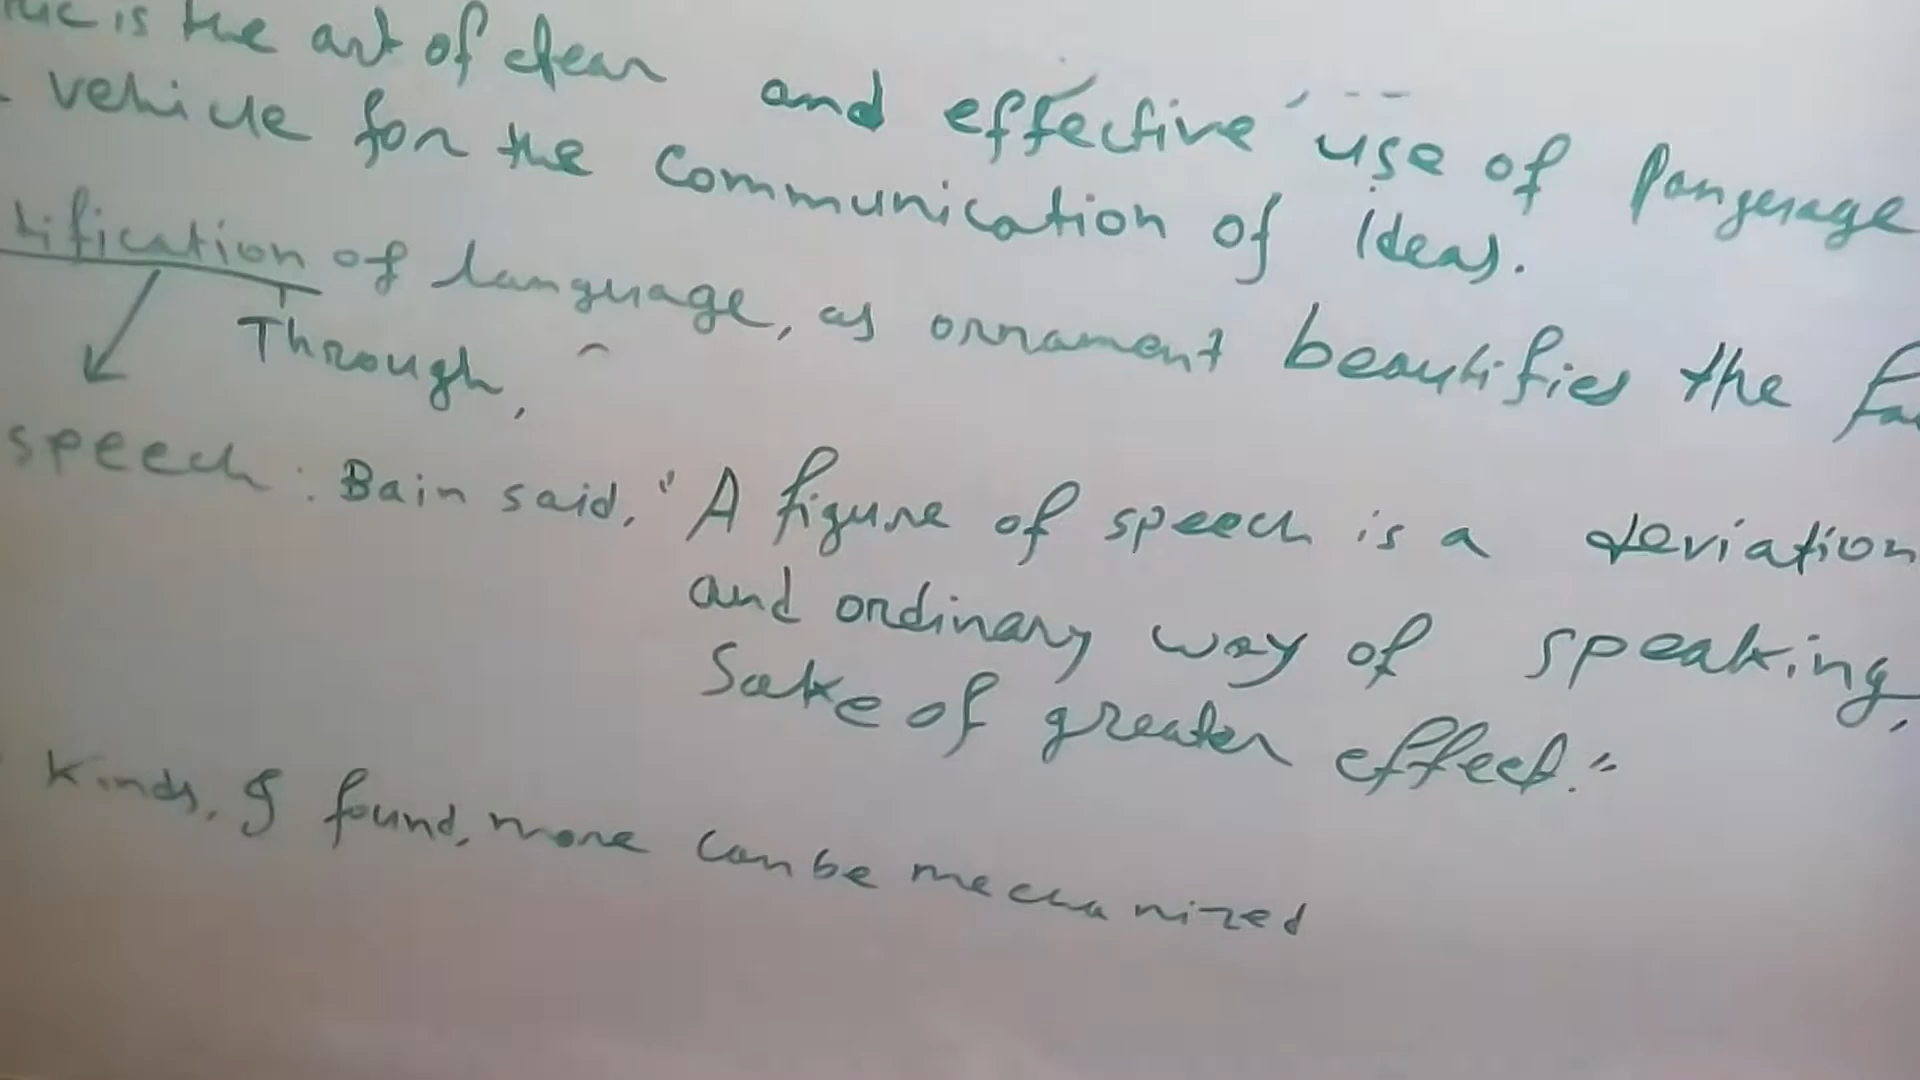 is the art of clear and effective use of language
vehicle for the Communication of Ideas.
tification of language, as ornament beautifies the
Through,
speech: Bain said, "A figure of speech is a deviation
and ordinary way of speaking,
Sake of greater effect."
Kinds, found, more can be mechanized